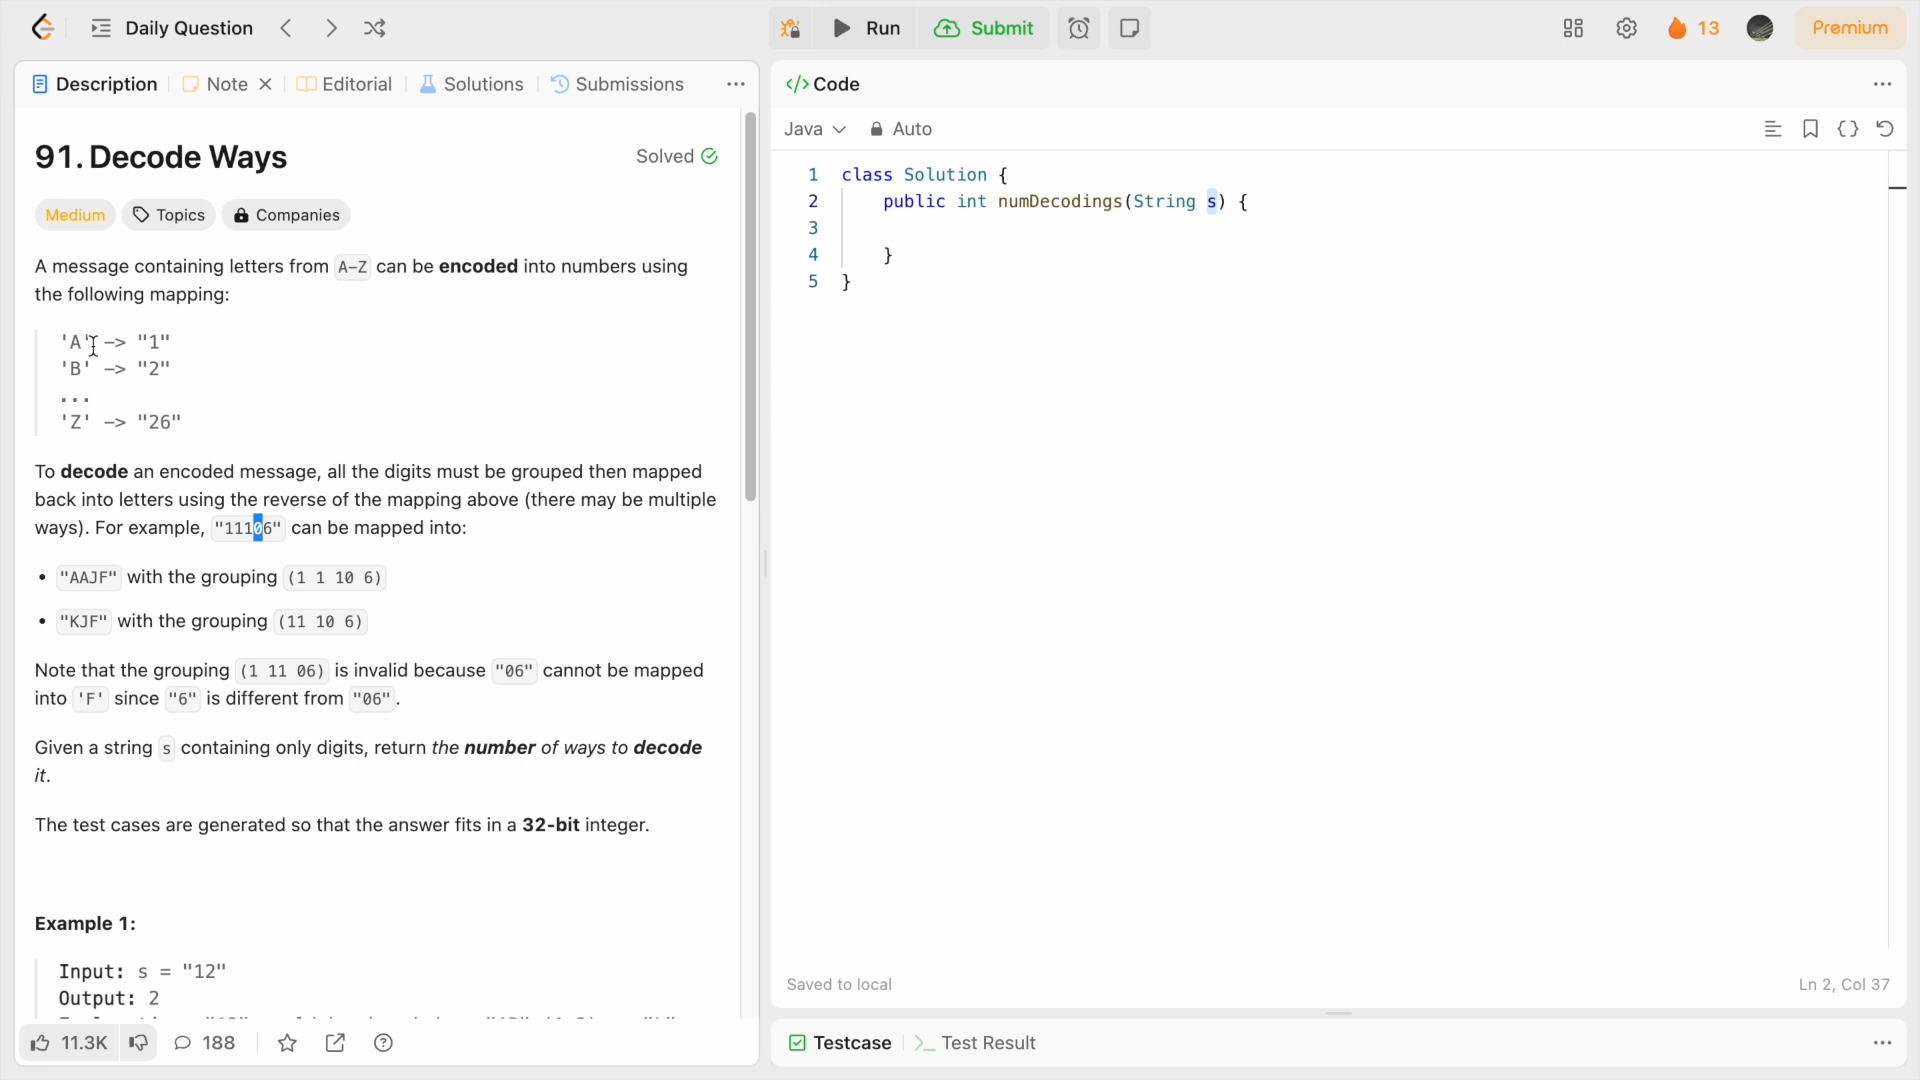 Daily Question
Run
Submit
13
Premium
Description
Note
Editorial
Solutions
Submissions
91. Decode Ways
Solved
Medium
Topics
Companies
A message containing letters from A-Z can be encoded into numbers using
the following mapping:
'A' -> "1"
'B' -> "2"
...
'Z' -> "26"
To decode an encoded message, all the digits must be grouped then mapped
back into letters using the reverse of the mapping above (there may be multiple
ways). For example, "11106" can be mapped into:
• "AAJF" with the grouping (1 1 10 6)
• "KJF" with the grouping (11 10 6)
Note that the grouping (1 11 06) is invalid because "06" cannot be mapped
into 'F' since "6" is different from "06".
Given a string s containing only digits, return the number of ways to decode
it.
The test cases are generated so that the answer fits in a 32-bit integer.
Example 1:
Input: s = "12"
Output: 2
11.3K
188
</> Code
Java
Auto
1 class Solution {
2 public int numDecodings(String s) {
3
4 }
5 }
Saved to local
Ln 2, Col 37
Testcase
Test Result